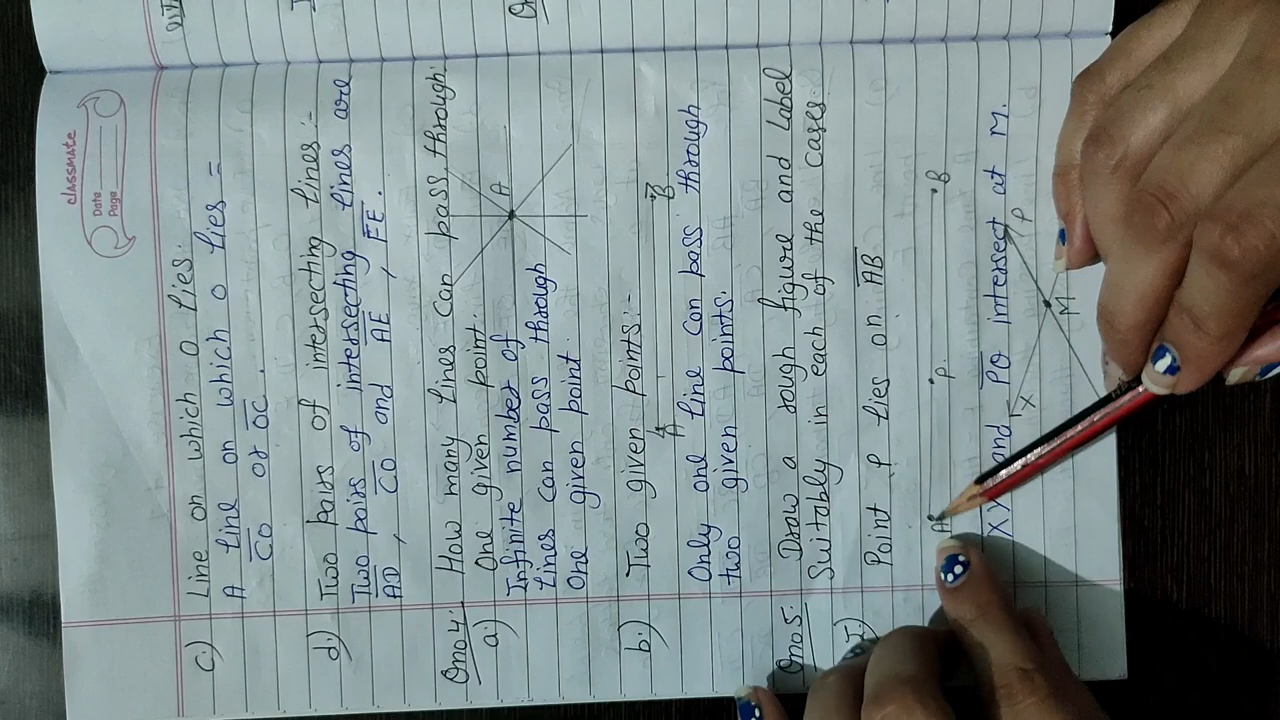 classmate
Date
Page
c) Line on which O lies.
A Line on which O lies =
CO or OC.
d) Two pairs of intersecting lines :-
Two pairs of intersecting lines are
AD, CO and AE, FE.
Qno4: How many lines can pass through:
a) One given point.
Infinite number of
Lines can pass through
One given point.
A
b.) Two given points:-
A B
Only one line can pass through
two given points.
Qno5: Draw a rough figure and Label
Suitably in each of the cases.
I) Point P lies on AB
A P B
and PO intersect at M.
X P
M